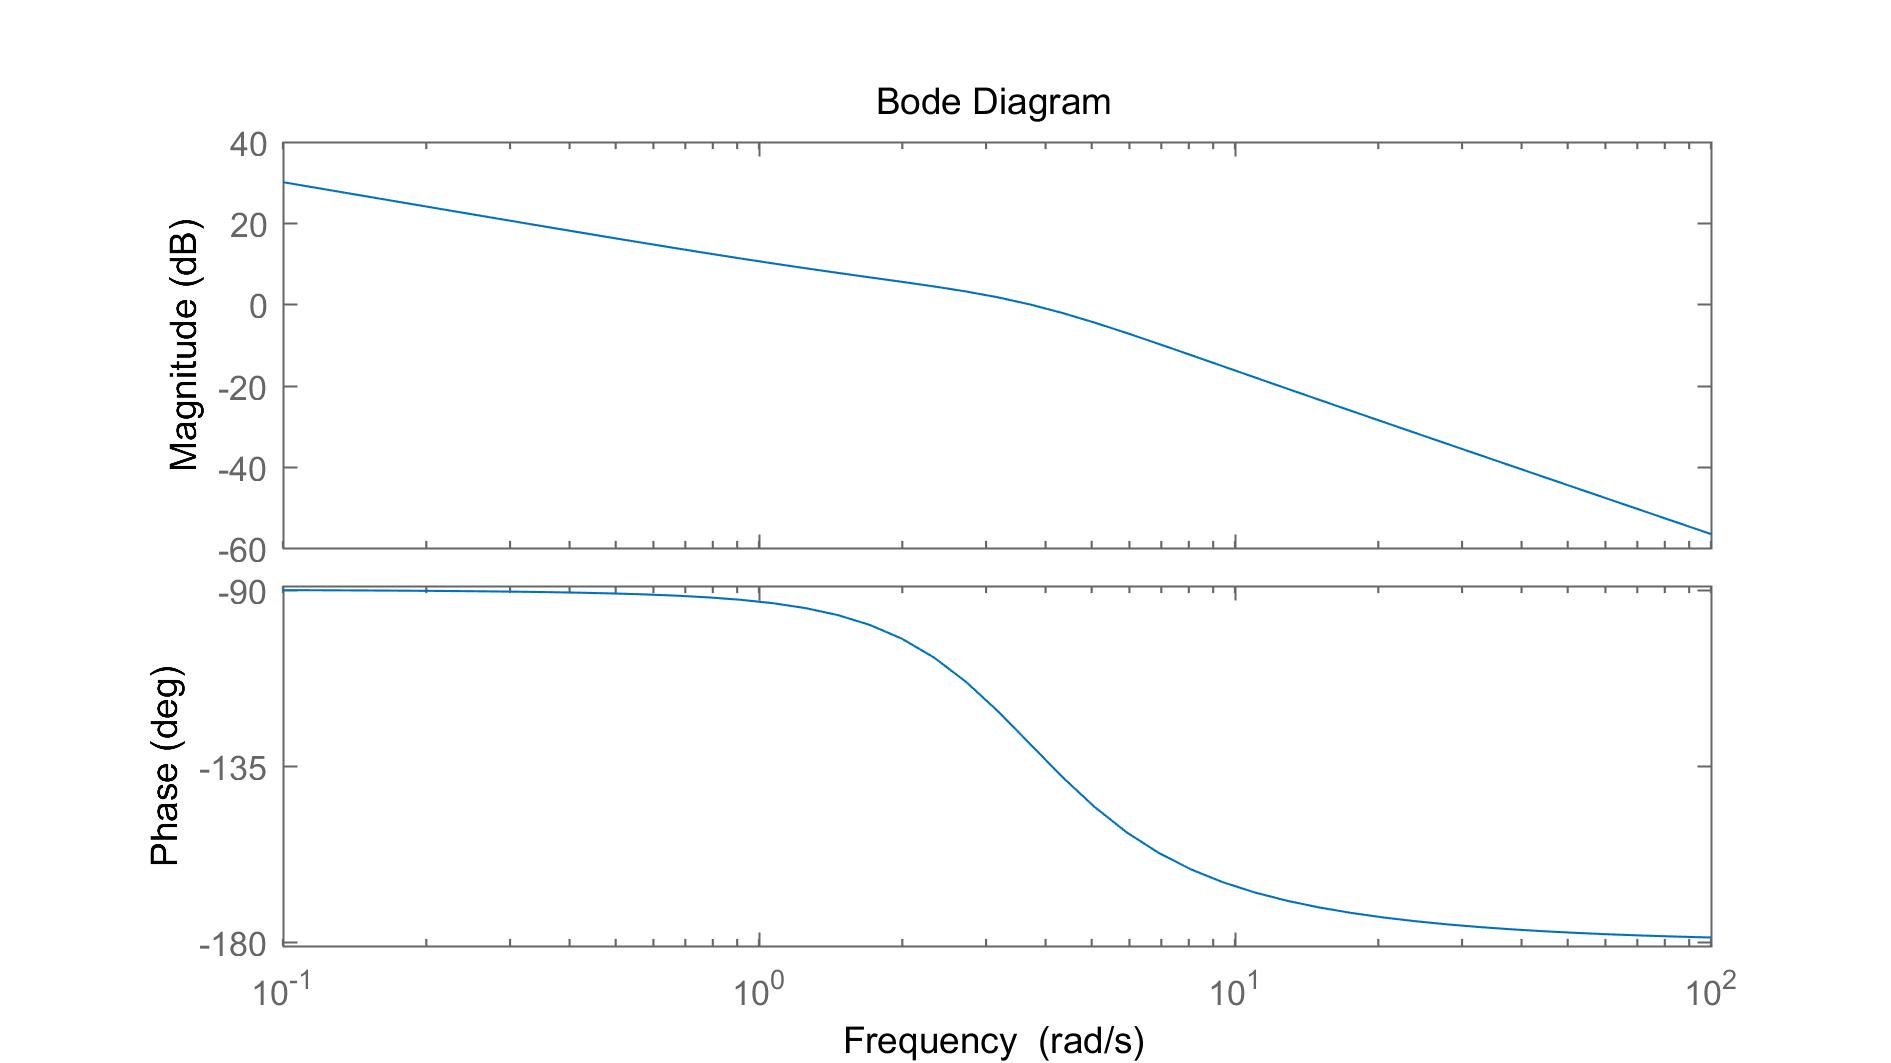 Bode Diagram
Magnitude (dB)
40
20
0
-20
-40
-60
Phase (deg)
-90
-135
-180
10^-1 10^0 10^1 10^2
Frequency (rad/s)